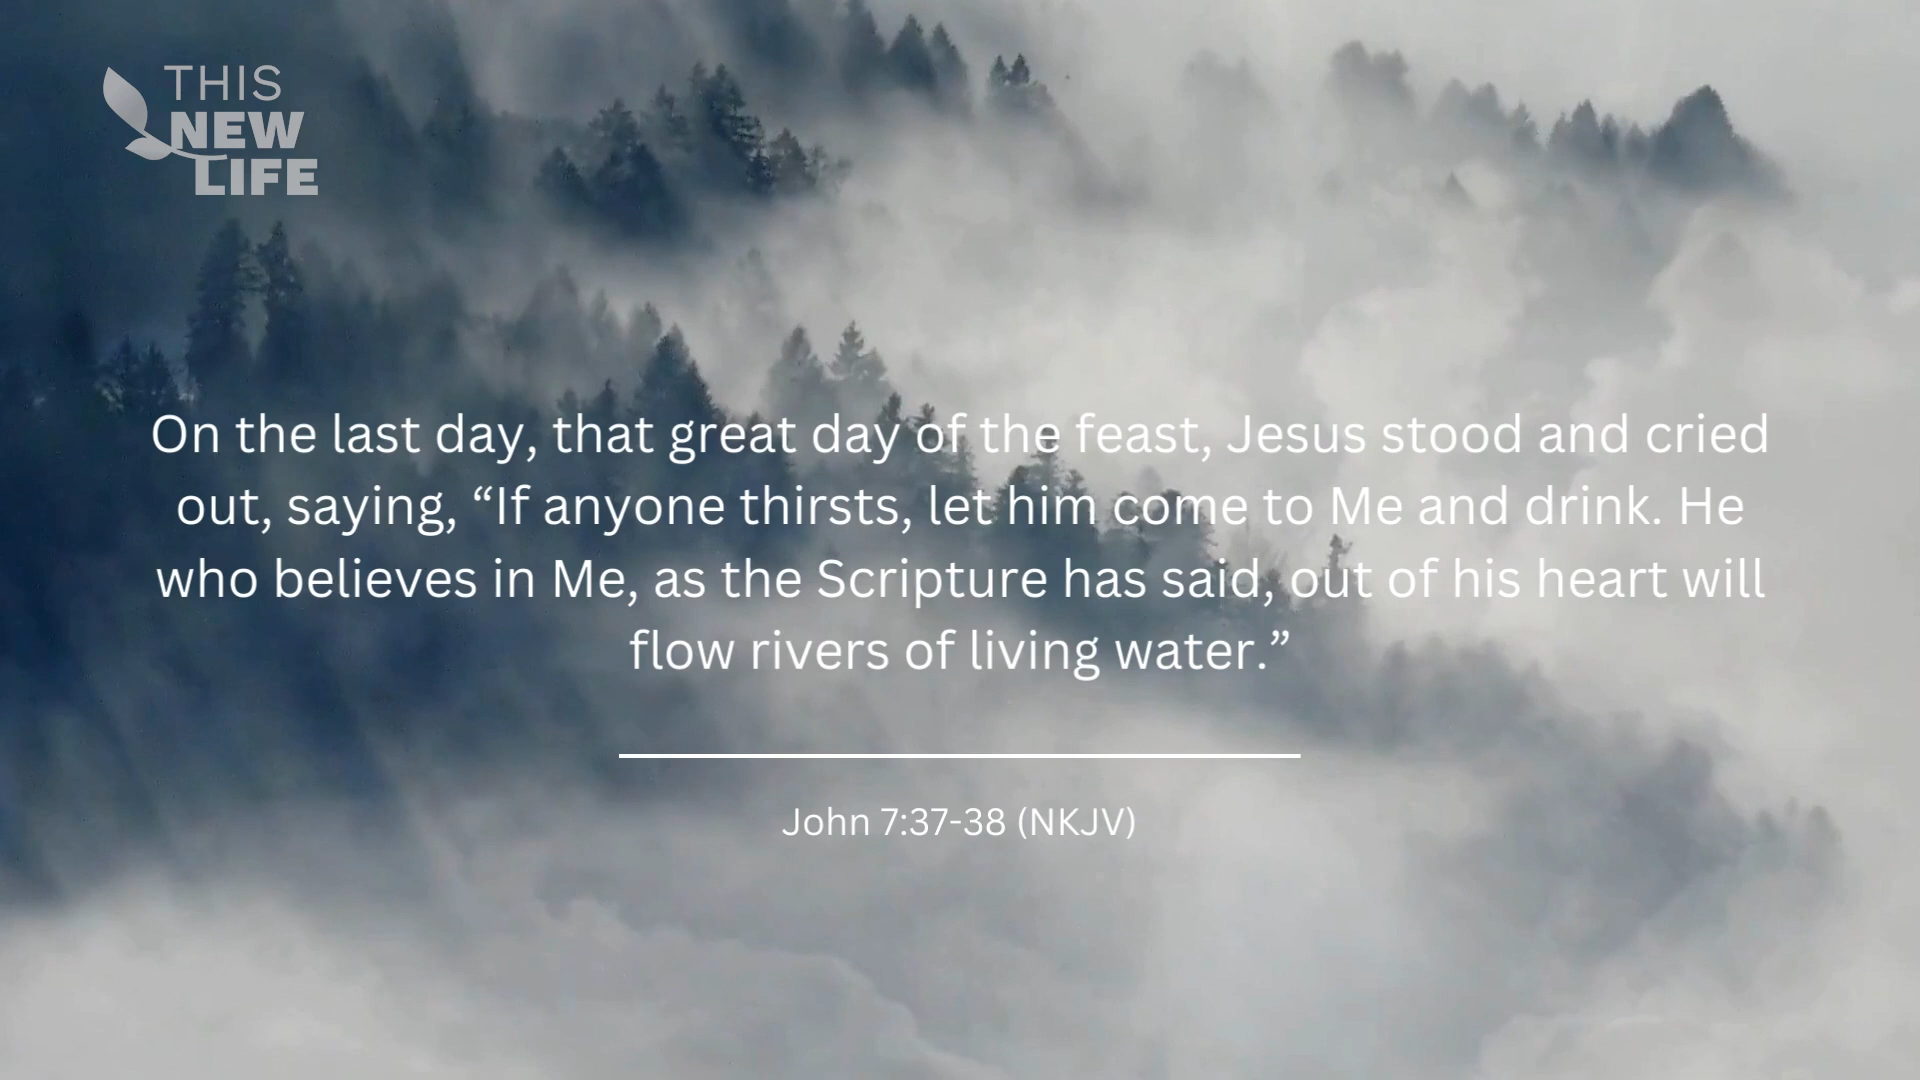 THIS
NEW
LIFE
On the last day, that great day of the feast, Jesus stood and cried
out, saying, “If anyone thirsts, let him come to Me and drink. He
who believes in Me, as the Scripture has said, out of his heart will
flow rivers of living water.”
John 7:37-38 (NKJV)